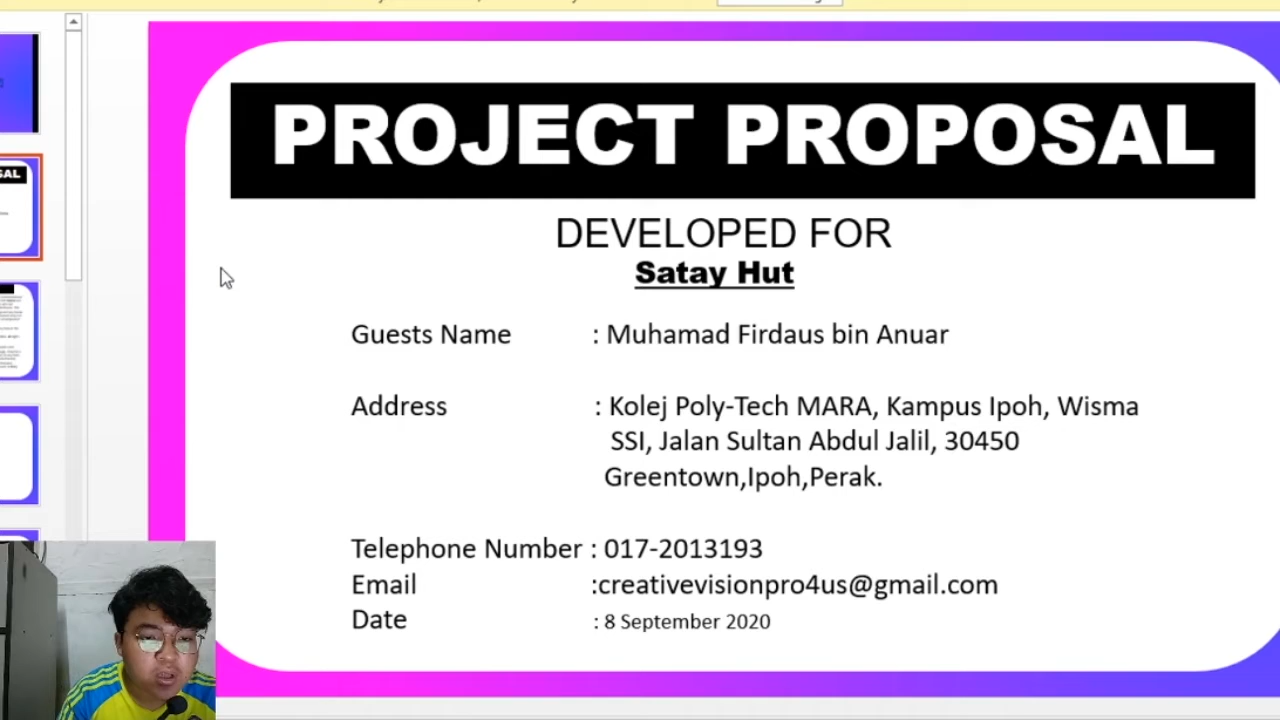 PROJECT PROPOSAL
DEVELOPED FOR
Satay Hut
Guests Name : Muhamad Firdaus bin Anuar
Address : Kolej Poly-Tech MARA, Kampus Ipoh, Wisma
SSI, Jalan Sultan Abdul Jalil, 30450
Greentown,Ipoh,Perak.
Telephone Number : 017-2013193
Email :creativevisionpro4us@gmail.com
Date : 8 September 2020
SAL